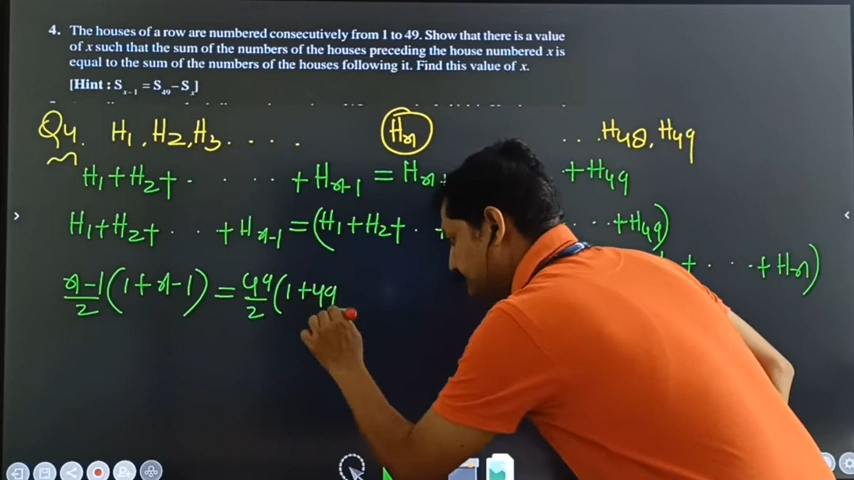 4. The houses of a row are numbered consecutively from 1 to 49. Show that there is a value
of x such that the sum of the numbers of the houses preceding the house numbered x is
equal to the sum of the numbers of the houses following it. Find this value of x.
[Hint : Sₓ₋₁ = S₄₉ – Sₓ]
Q4. H₁, H₂, H₃ . . . . . Hₓ . . . H₄₈, H₄₉
H₁ + H₂ + . . . . . + Hₓ₋₁ = Hₓ + H₄₉
H₁ + H₂ + . . . + Hₓ₋₁ = (H₁ + H₂ + . . . . + H₄₉)
+ . . . + Hₓ)
x-1/2 (1 + x - 1) = 49/2 (1 + 49